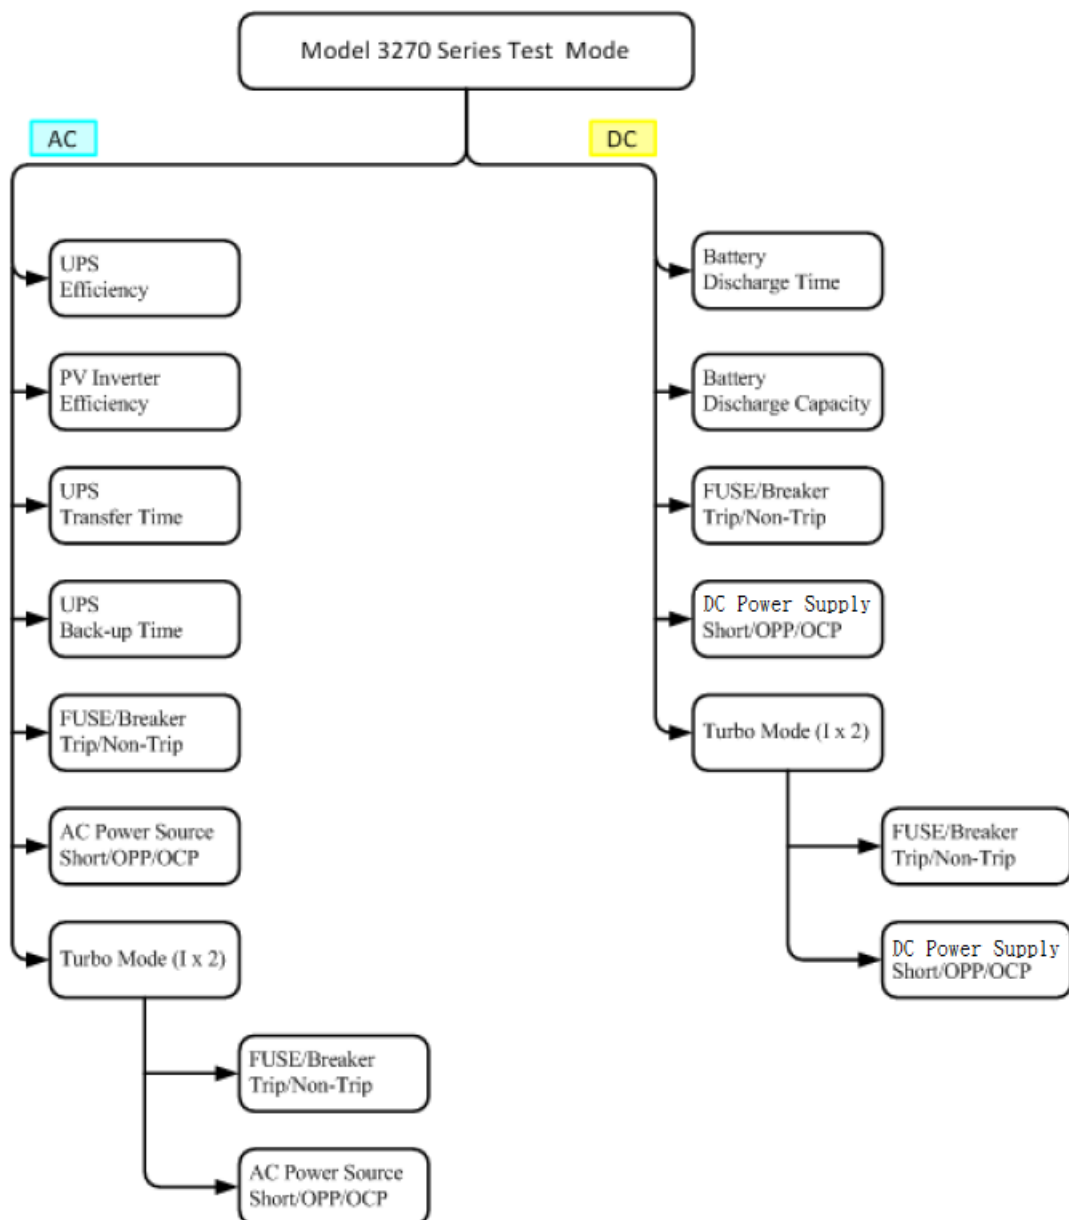 Model 3270 Series Test Mode
AC
DC
UPS
Efficiency
PV Inverter
Efficiency
UPS
Transfer Time
UPS
Back-up Time
FUSE/Breaker
Trip/Non-Trip
AC Power Source
Short/OPP/OCP
Turbo Mode (I x 2)
FUSE/Breaker
Trip/Non-Trip
AC Power Source
Short/OPP/OCP
Battery
Discharge Time
Battery
Discharge Capacity
FUSE/Breaker
Trip/Non-Trip
DC Power Supply
Short/OPP/OCP
Turbo Mode (I x 2)
FUSE/Breaker
Trip/Non-Trip
DC Power Supply
Short/OPP/OCP